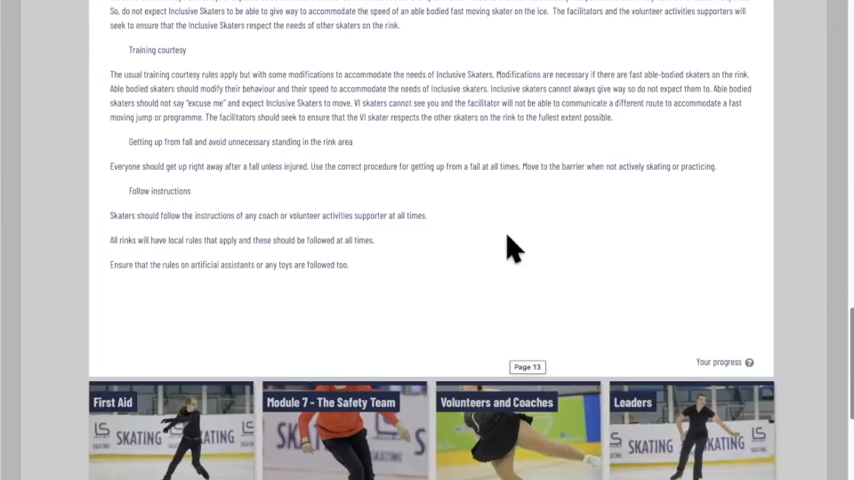 So, do not expect Inclusive Skaters to be able to give way to accommodate the speed of an able bodied fast moving skater on the ice. The facilitators and the volunteer activities supporters will
seek to ensure that the Inclusive Skaters respect the needs of other skaters on the rink.
Training courtesy
The usual training courtesy rules apply but with some modifications to accommodate the needs of Inclusive Skaters. Modifications are necessary if there are fast able-bodied skaters on the rink.
Able bodied skaters should modify their behaviour and their speed to accommodate the needs of Inclusive skaters. Inclusive skaters cannot always give way so do not expect them to. Able bodied
skaters should not say "excuse me" and expect Inclusive Skaters to move. VI skaters cannot see you and the facilitator will not be able to communicate a different route to accommodate a fast
moving jump or programme. The facilitators should seek to ensure that the VI skater respects the other skaters on the rink to the fullest extent possible.
Getting up from fall and avoid unnecessary standing in the rink area
Everyone should get up right away after a fall unless injured. Use the correct procedure for getting up from a fall at all times. Move to the barrier when not actively skating or practicing.
Follow instructions
Skaters should follow the instructions of any coach or volunteer activities supporter at all times.
All rinks will have local rules that apply and these should be followed at all times.
Ensure that the rules on artificial assistants or any toys are followed too.
Your progress
Page 13
First Aid
Module 7 - The Safety Team
Volunteers and Coaches
Leaders
SKATING
SKATING
SKATING
SKATING